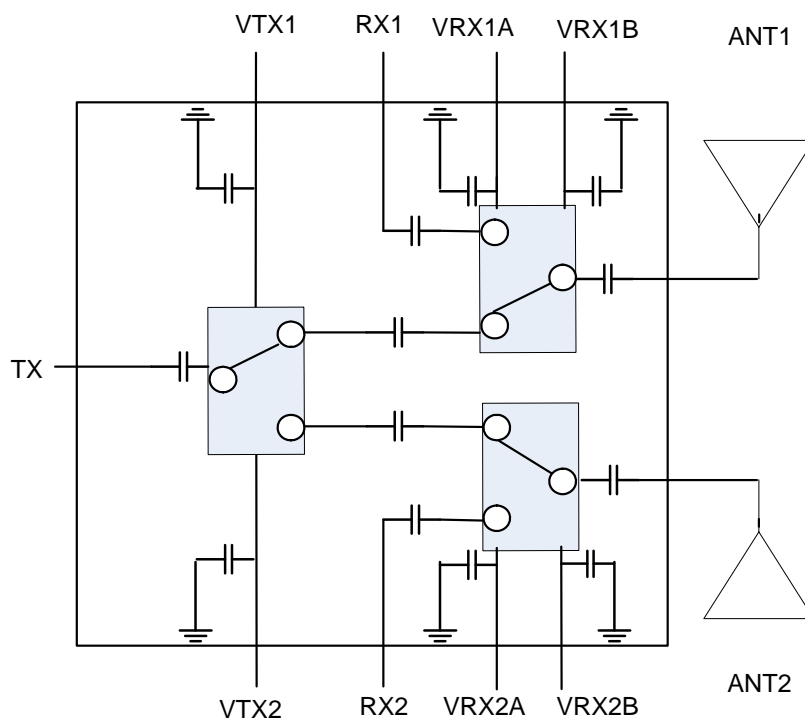 VTX1
RX1
VRX1A
VRX1B
ANT1
TX
VTX2
RX2
VRX2A
VRX2B
ANT2